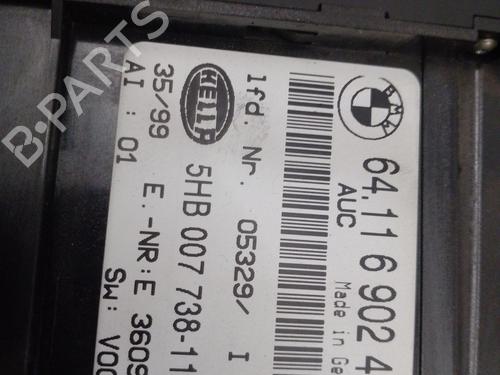 BMW
64.11 6 902 4
AUC
Made in Ge
lfd. Nr. 05329/ I
HELLA
5HB 007 738-11
35/99 E.-NR:E 3609
AI : 01
SW: V00
B-PARTS